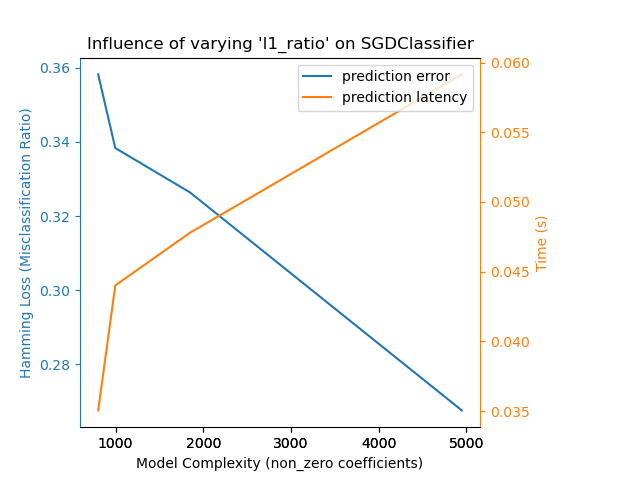 Influence of varying 'l1_ratio' on SGDClassifier
prediction error
prediction latency
Hamming Loss (Misclassification Ratio)
0.36
0.34
0.32
0.30
0.28
0.060
0.055
0.050
0.045
0.040
0.035
Time (s)
1000 2000 3000 4000 5000
Model Complexity (non_zero coefficients)